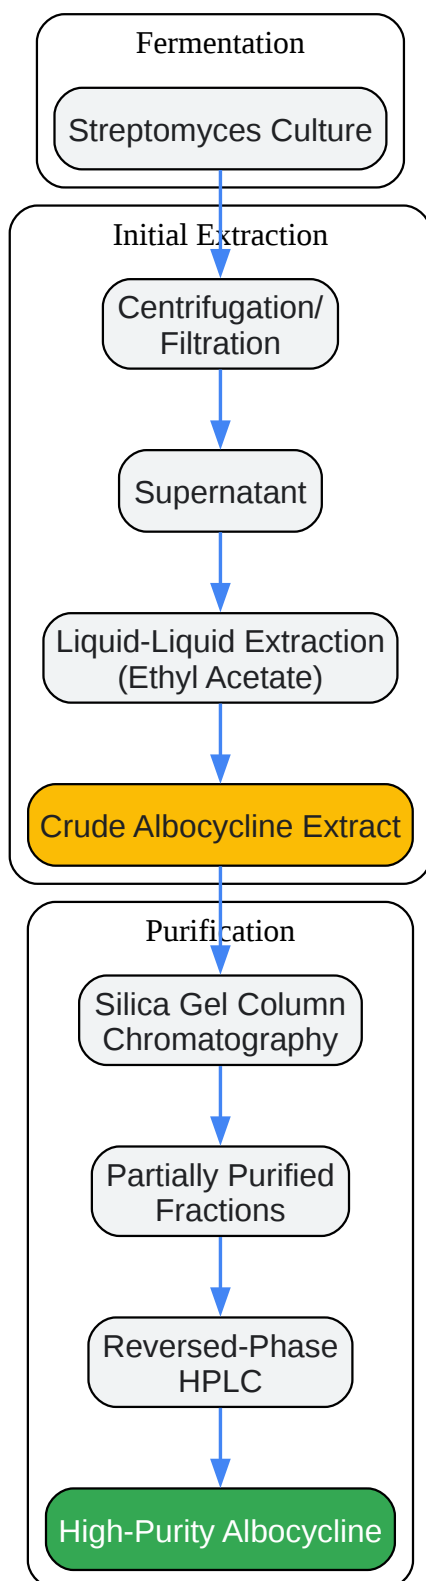 Fermentation
Streptomyces Culture
Initial Extraction
Centrifugation/
Filtration
Supernatant
Liquid-Liquid Extraction
(Ethyl Acetate)
Crude Albocycline Extract
Purification
Silica Gel Column
Chromatography
Partially Purified
Fractions
Reversed-Phase
HPLC
High-Purity Albocycline